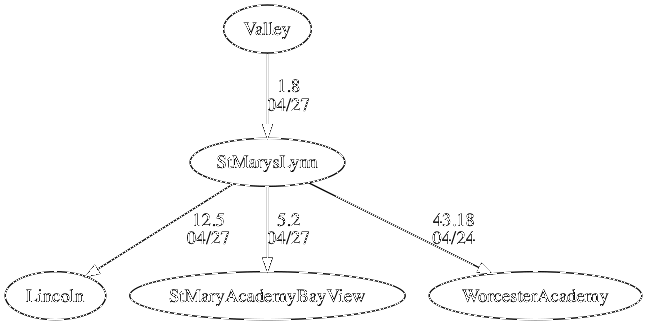 Valley
1.8
04/27
StMarysLynn
12.5
04/27
5.2
04/27
43.18
04/24
Lincoln
StMaryAcademyBayView
WorcesterAcademy